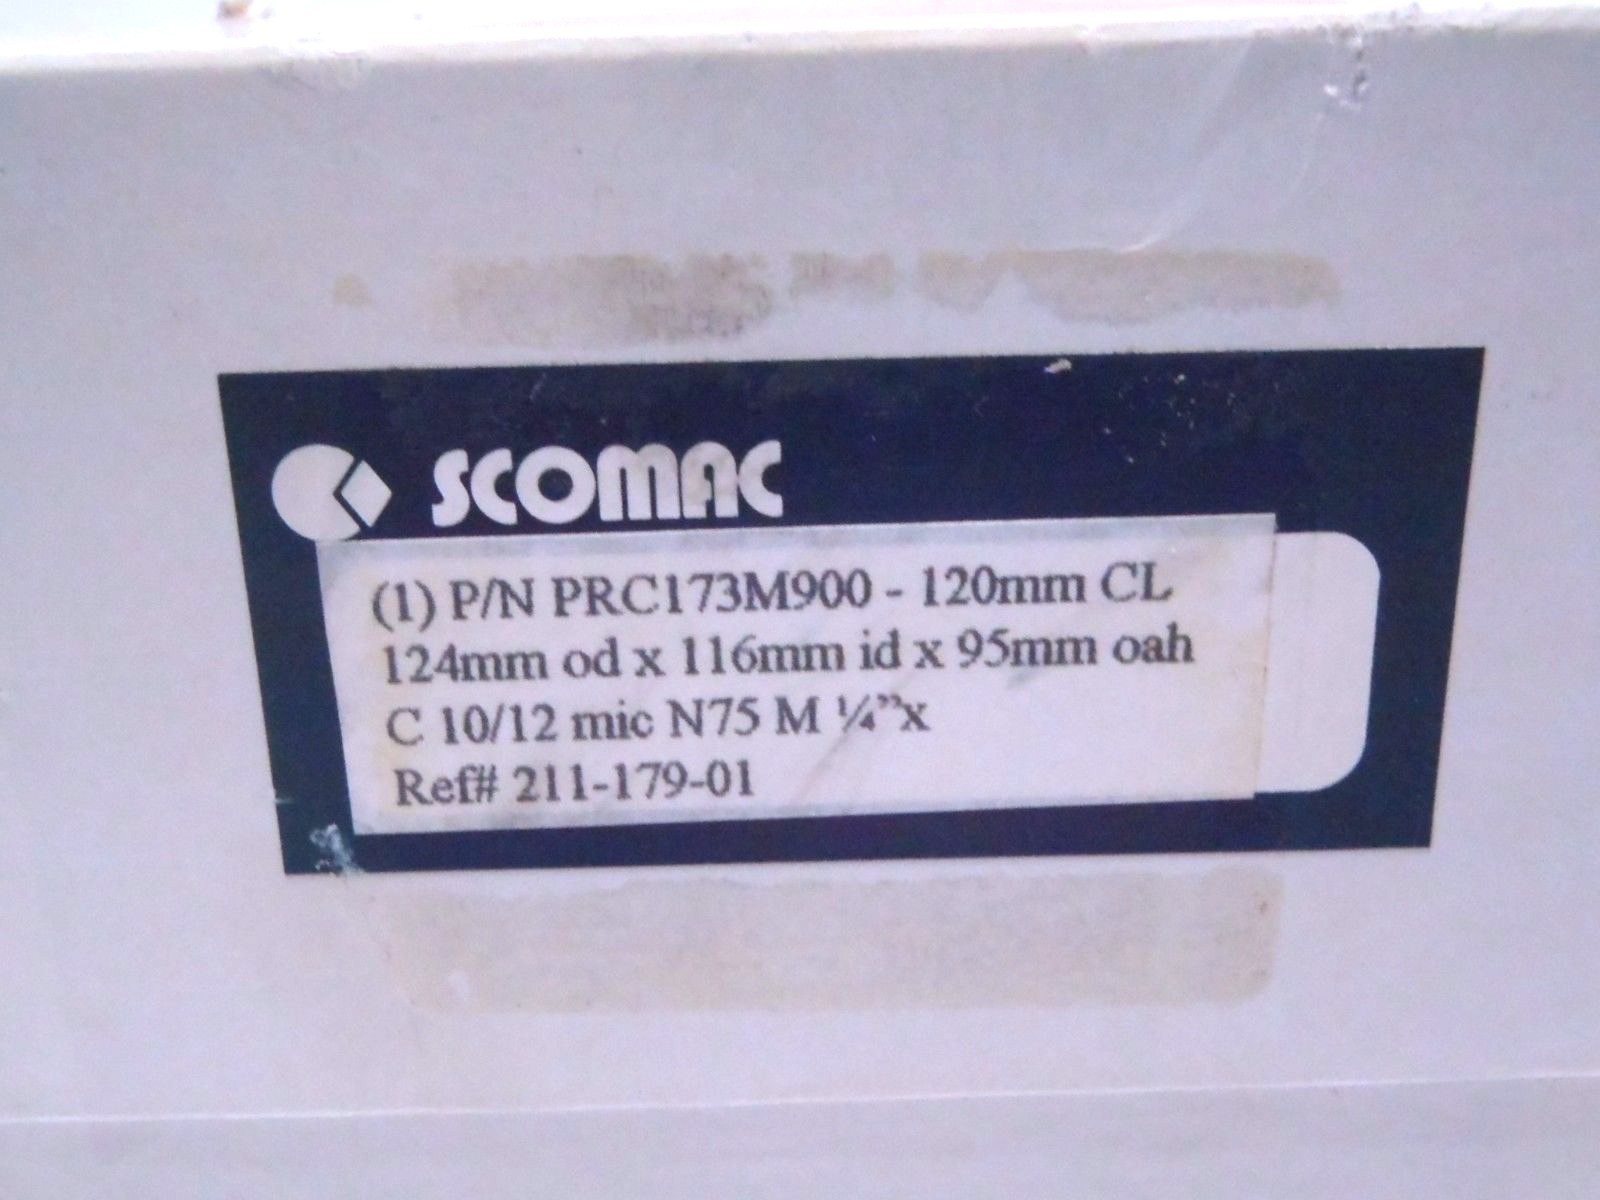 SCOMAC
(1) P/N PRC173M900 - 120mm CL
124mm od x 116mm id x 95mm oah
C 10/12 mic N75 M ¼”x
Ref# 211-179-01